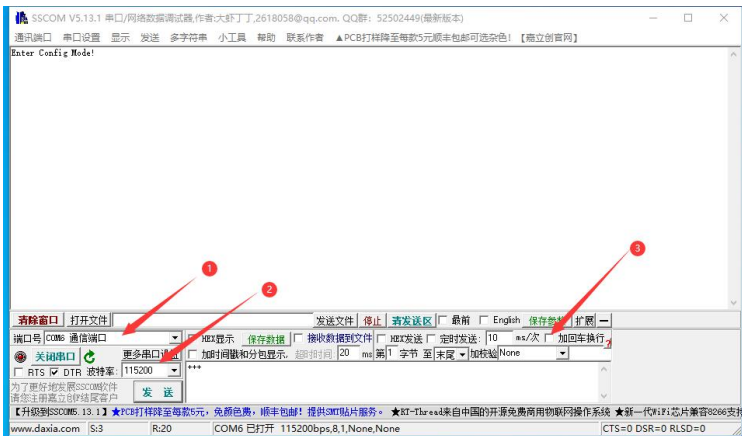 SSCOM V5.13.1 串口/网络数据调试器,作者:大虾丁丁,2618058@qq.com. QQ群: 52502449(最新版本)
通讯端口 串口设置 显示 发送 多字符串 小工具 帮助 联系作者 ▲PCB打样降至每款5元顺丰包邮可选杂色!【嘉立创官网】
Enter Config Mode!
1
2
3
清除窗口 打开文件 发送文件 停止 清发送区 最前 English 保存参数 扩展 —
端口号 COM6 通信端口 HEX显示 保存数据 接收数据到文件 HEX发送 定时发送: 10 ms/次 加回车换行
关闭串口 更多串口设置 加时间戳和分包显示, 超时时间: 20 ms 第 1 字节 至 末尾 加校验 None
RTS DTR 波特率: 115200 +++
为了更好地发展SSCOM软件
请您注册嘉立创F结尾客户
发 送
【升级到SSCOM5.13.1】★PCB打样降至每款5元,免颜色费,顺丰包邮!提供SMT贴片服务。 ★RT-Thread来自中国的开源免费商用物联网操作系统 ★新一代WiFi芯片兼容8266支持
www.daxia.com S:3 R:20 COM6 已打开 115200bps,8,1,None,None CTS=0 DSR=0 RLSD=0